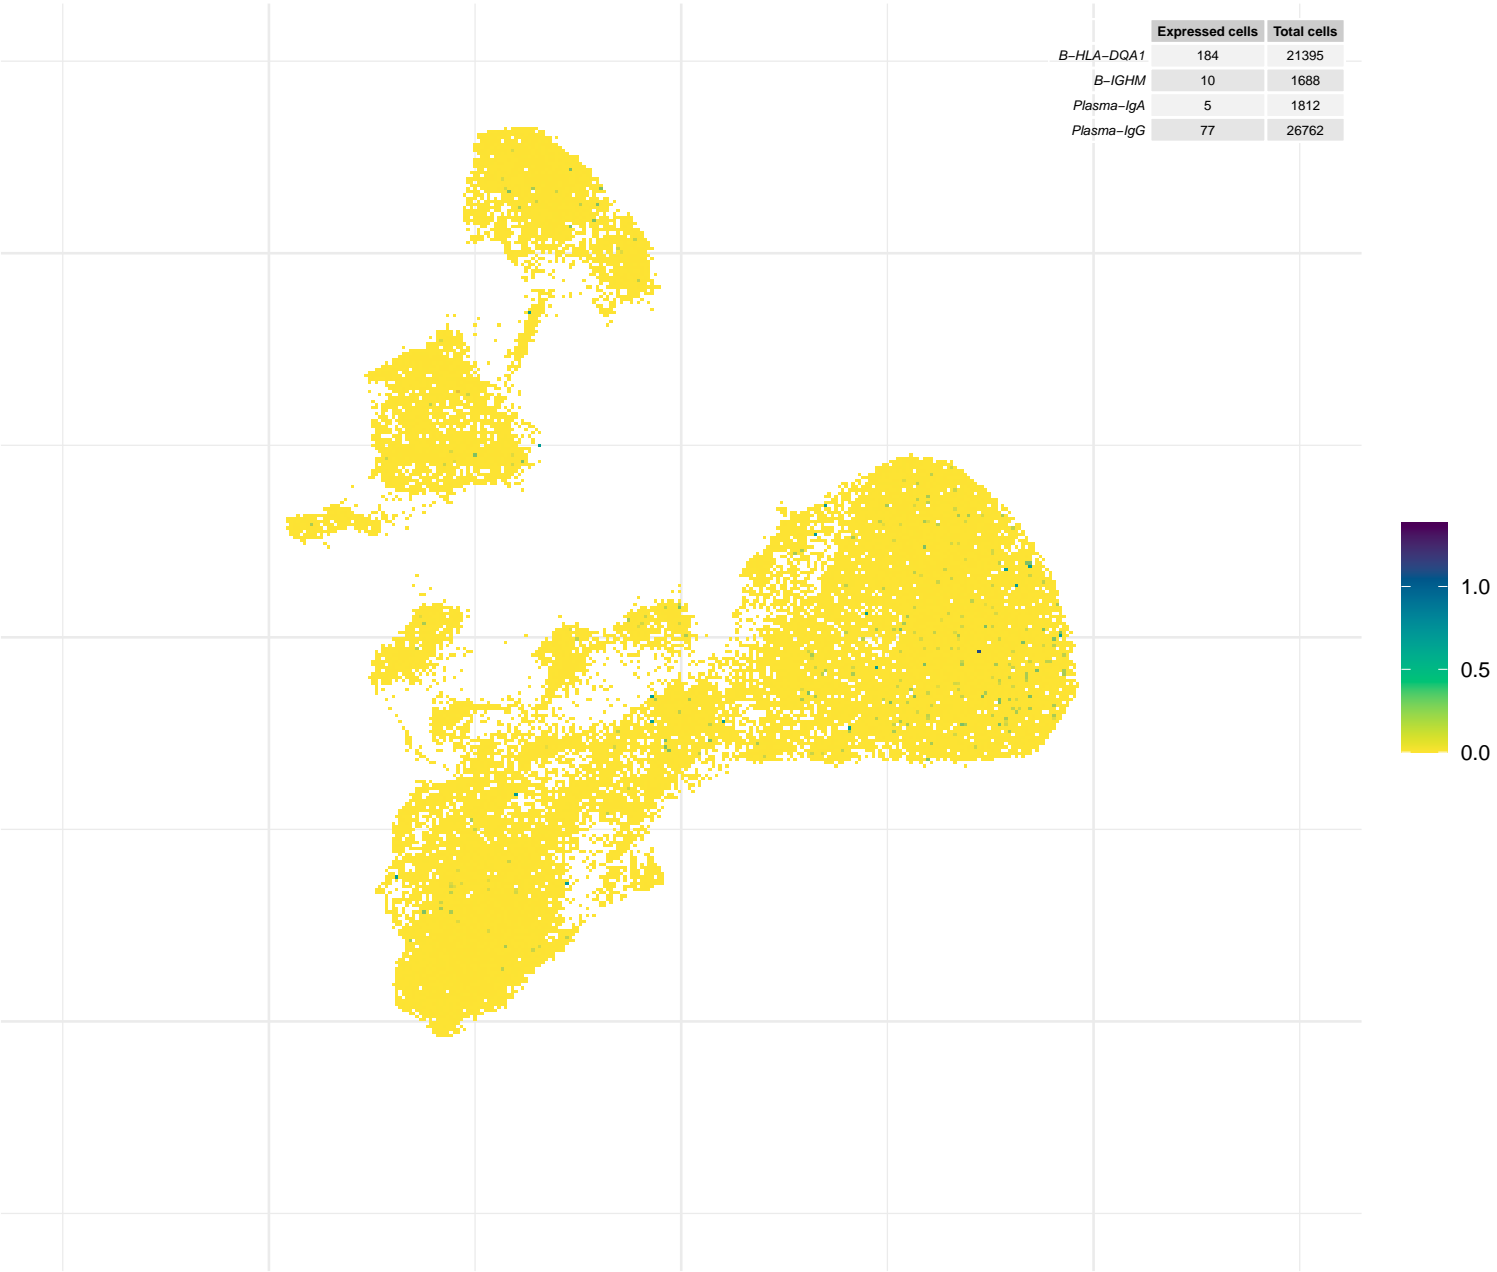 Expressed cells Total cells
B−HLA−DQA1 184 21395
B−IGHM 10 1688
Plasma−IgA 5 1812
Plasma−IgG 77 26762
1.0
0.5
0.0